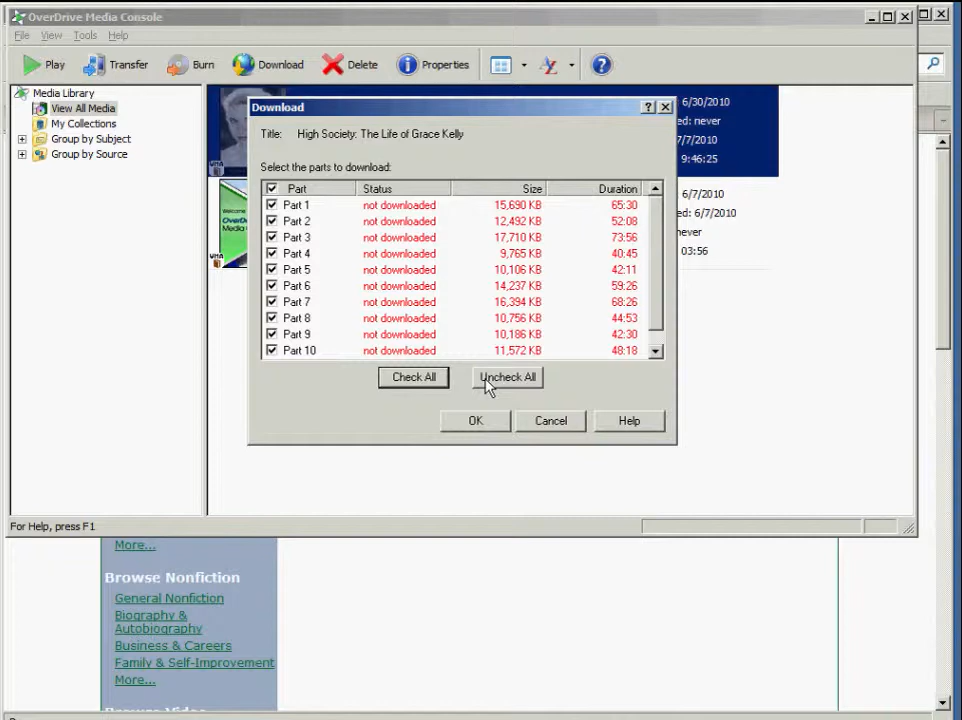 OverDrive Media Console
File View Tools Help
Play Transfer Burn Download Delete Properties
Media Library
View All Media
My Collections
Group by Subject
Group by Source
6/30/2010
ed: never
/7/2010
9:46:25
6/7/2010
ed: 6/7/2010
never
03:56
Download
Title: High Society: The Life of Grace Kelly
Select the parts to download:
Part Status Size Duration
Part 1 not downloaded 15,690 KB 65:30
Part 2 not downloaded 12,492 KB 52:08
Part 3 not downloaded 17,710 KB 73:56
Part 4 not downloaded 9,765 KB 40:45
Part 5 not downloaded 10,106 KB 42:11
Part 6 not downloaded 14,237 KB 59:26
Part 7 not downloaded 16,394 KB 68:26
Part 8 not downloaded 10,756 KB 44:53
Part 9 not downloaded 10,186 KB 42:30
Part 10 not downloaded 11,572 KB 48:18
Check All Uncheck All
OK Cancel Help
For Help, press F1
More...
Browse Nonfiction
General Nonfiction
Biography &
Autobiography
Business & Careers
Family & Self-Improvement
More...
Browse Video